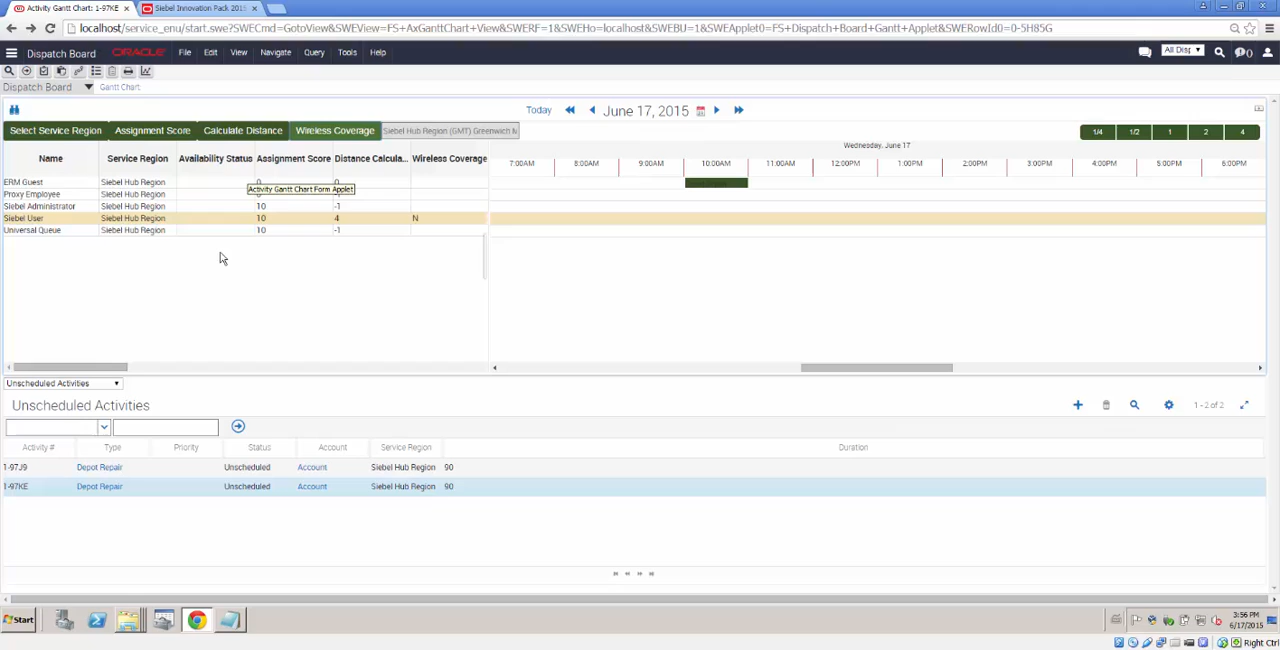 Activity Gantt Chart: 1-97KE × Siebel Innovation Pack 2015 ×
localhost/service_enu/start.swe?SWECmd=GotoView&SWEView=FS+AxGanttChart+View&SWERF=1&SWEHo=localhost&SWEBU=1&SWEApplet0=FS+Dispatch+Board+Gantt+Applet&SWERowId0=0-5H85G
Dispatch Board ORACLE File Edit View Navigate Query Tools Help All Disp
Dispatch Board Gantt Chart
Today June 17, 2015
Select Service Region Assignment Score Calculate Distance Wireless Coverage Siebel Hub Region (GMT) Greenwich M 1/4 1/2 1 2 4
Wednesday, June 17
Name Service Region Availability Status Assignment Score Distance Calcula... Wireless Coverage 7:00AM 8:00AM 9:00AM 10:00AM 11:00AM 12:00PM 1:00PM 2:00PM 3:00PM 4:00PM 5:00PM 6:00PM
ERM Guest Siebel Hub Region
Activity Gantt Chart Form Applet
Proxy Employee Siebel Hub Region -1
Siebel Administrator Siebel Hub Region 10 -1
Siebel User Siebel Hub Region 10 4 N
Universal Queue Siebel Hub Region 10 -1
Unscheduled Activities
Unscheduled Activities 1 - 2 of 2
Activity # Type Priority Status Account Service Region Duration
1-97J9 Depot Repair Unscheduled Account Siebel Hub Region 90
1-97KE Depot Repair Unscheduled Account Siebel Hub Region 90
Start 3:56 PM
6/17/2015
Right Ctrl